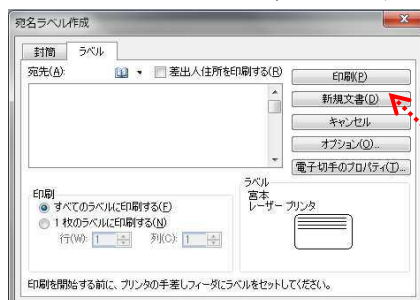 宛名ラベル作成
封筒 ラベル
宛先(A): 差出人住所を印刷する(R)
印刷(P)
新規文書(D)
キャンセル
オプション(O)...
電子切手のプロパティ(T)...
印刷
すべてのラベルに印刷する(F)
1 枚のラベルに印刷する(N)
行(W): 1 列(C): 1
ラベル
宮本
レーザー プリンタ
印刷を開始する前に、プリンタの手差しフィーダにラベルをセットしてください。